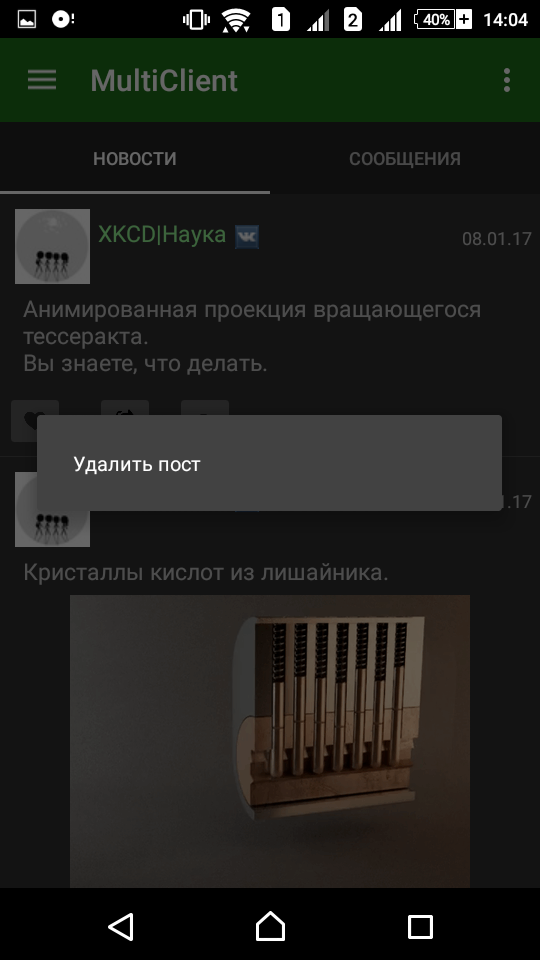 1
2
40%
14:04
MultiClient
НОВОСТИ
СООБЩЕНИЯ
XKCD|Наука
08.01.17
Анимированная проекция вращающегося
тессеракта.
Вы знаете, что делать.
Удалить пост
.17
Кристаллы кислот из лишайника.